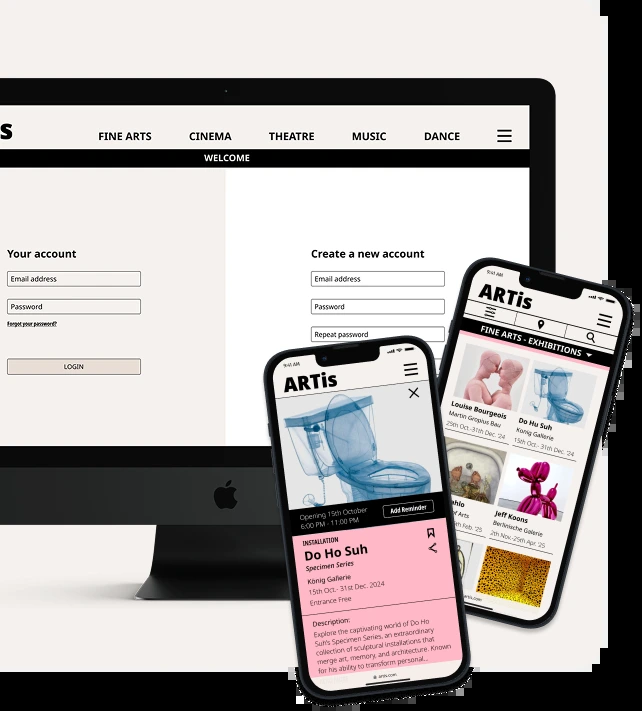 s
FINE ARTS CINEMA THEATRE MUSIC DANCE
WELCOME
Your account
Email address
Password
Forgot your password?
LOGIN
Create a new account
Email address
Password
Repeat password
9:41 AM
ARTis
Opening 15th October
6:00 PM - 11:00 PM
Add Reminder
INSTALLATION
Do Ho Suh
Specimen Series
König Gallerie
15th Oct.- 31st Dec. 2024
Entrance Free
Description:
Explore the captivating world of Do Ho
Suh's Specimen Series, an extraordinary
collection of sculptural installations that
merge art, memory, and architecture. Known
for his ability to transform personal...
artis.com
9:41 AM
ARTis
FINE ARTS - EXHIBITIONS
Louise Bourgeois
Martin Gropius Bau
25th Oct.-31th Dec. '24
Do Hu Suh
König Gallerie
15th Oct.-31th Dec. '24
ahlo
of Arts
th Feb. '25
Jeff Koons
Berlinische Galerie
2th Nov.-25th Apr. '25
artis.com